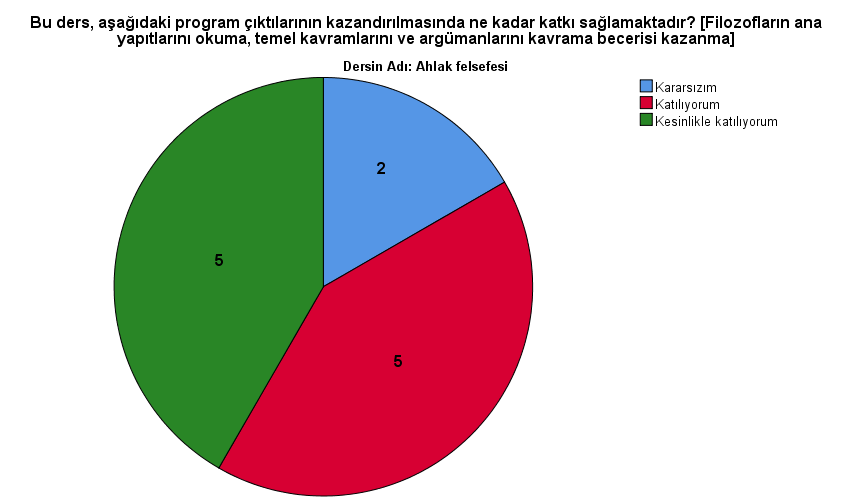 Bu ders, aşağıdaki program çıktılarının kazandırılmasında ne kadar katkı sağlamaktadır? [Filozofların ana
yapıtlarını okuma, temel kavramlarını ve argümanlarını kavrama becerisi kazanma]
Dersin Adı: Ahlak felsefesi
Kararsızım
Katılıyorum
Kesinlikle katılıyorum
2
5
5